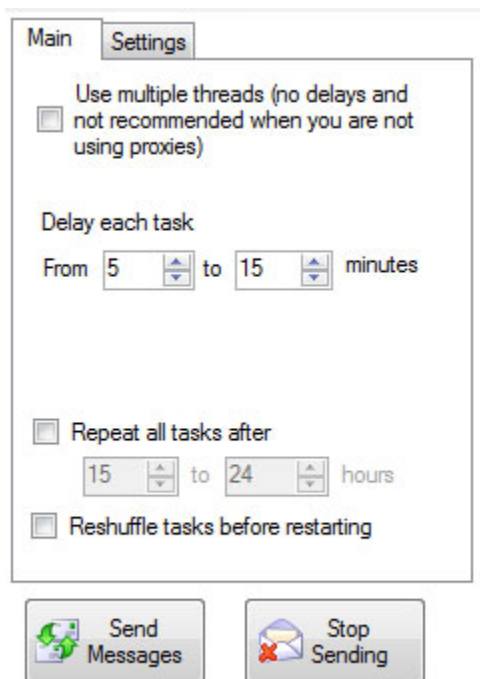 Main Settings
Use multiple threads (no delays and
not recommended when you are not
using proxies)
Delay each task
From 5 to 15 minutes
Repeat all tasks after
15 to 24 hours
Reshuffle tasks before restarting
Send Stop
Messages Sending